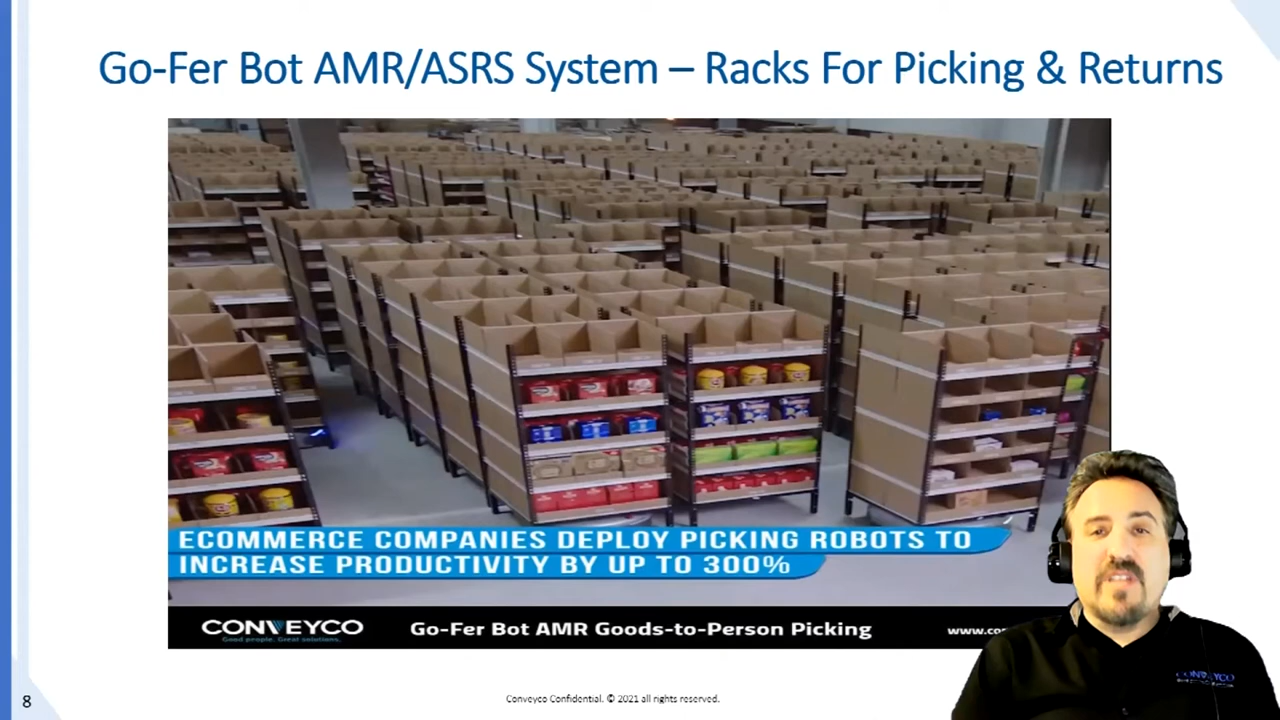 Go-Fer Bot AMR/ASRS System – Racks For Picking & Returns
ECOMMERCE COMPANIES DEPLOY PICKING ROBOTS TO
INCREASE PRODUCTIVITY BY UP TO 300%
CONVEYCO
Good people. Great solutions.
Go-Fer Bot AMR Goods-to-Person Picking
CONVEYCO
8
Conveyco Confidential. © 2021 all rights reserved.